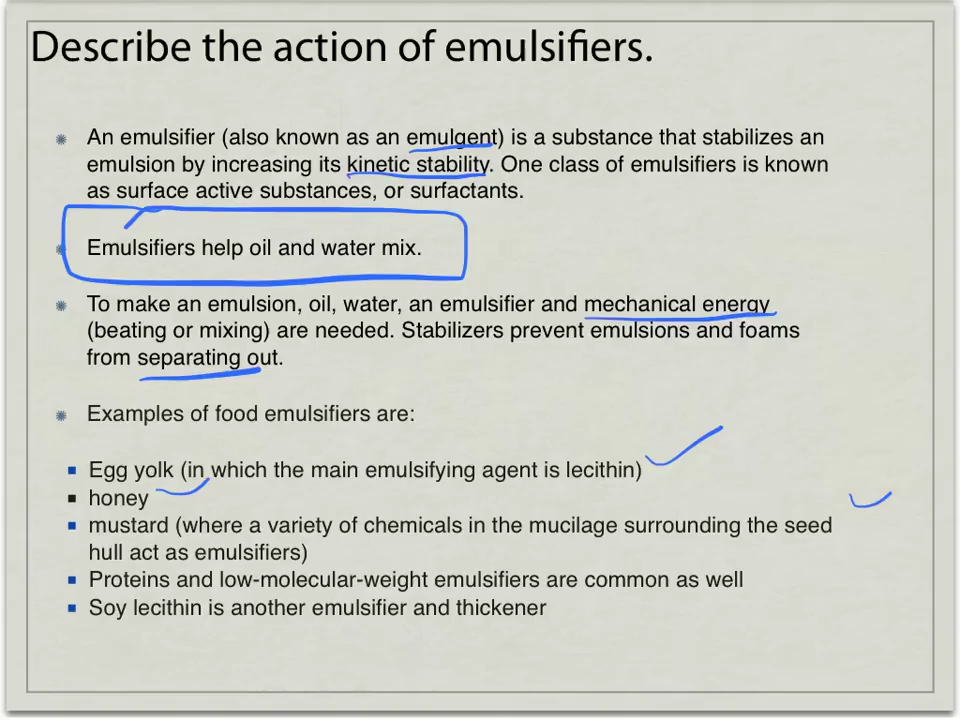 Describe the action of emulsifiers.
An emulsifier (also known as an emulgent) is a substance that stabilizes an
emulsion by increasing its kinetic stability. One class of emulsifiers is known
as surface active substances, or surfactants.
Emulsifiers help oil and water mix.
To make an emulsion, oil, water, an emulsifier and mechanical energy
(beating or mixing) are needed. Stabilizers prevent emulsions and foams
from separating out.
Examples of food emulsifiers are:
Egg yolk (in which the main emulsifying agent is lecithin)
honey
mustard (where a variety of chemicals in the mucilage surrounding the seed
hull act as emulsifiers)
Proteins and low-molecular-weight emulsifiers are common as well
Soy lecithin is another emulsifier and thickener